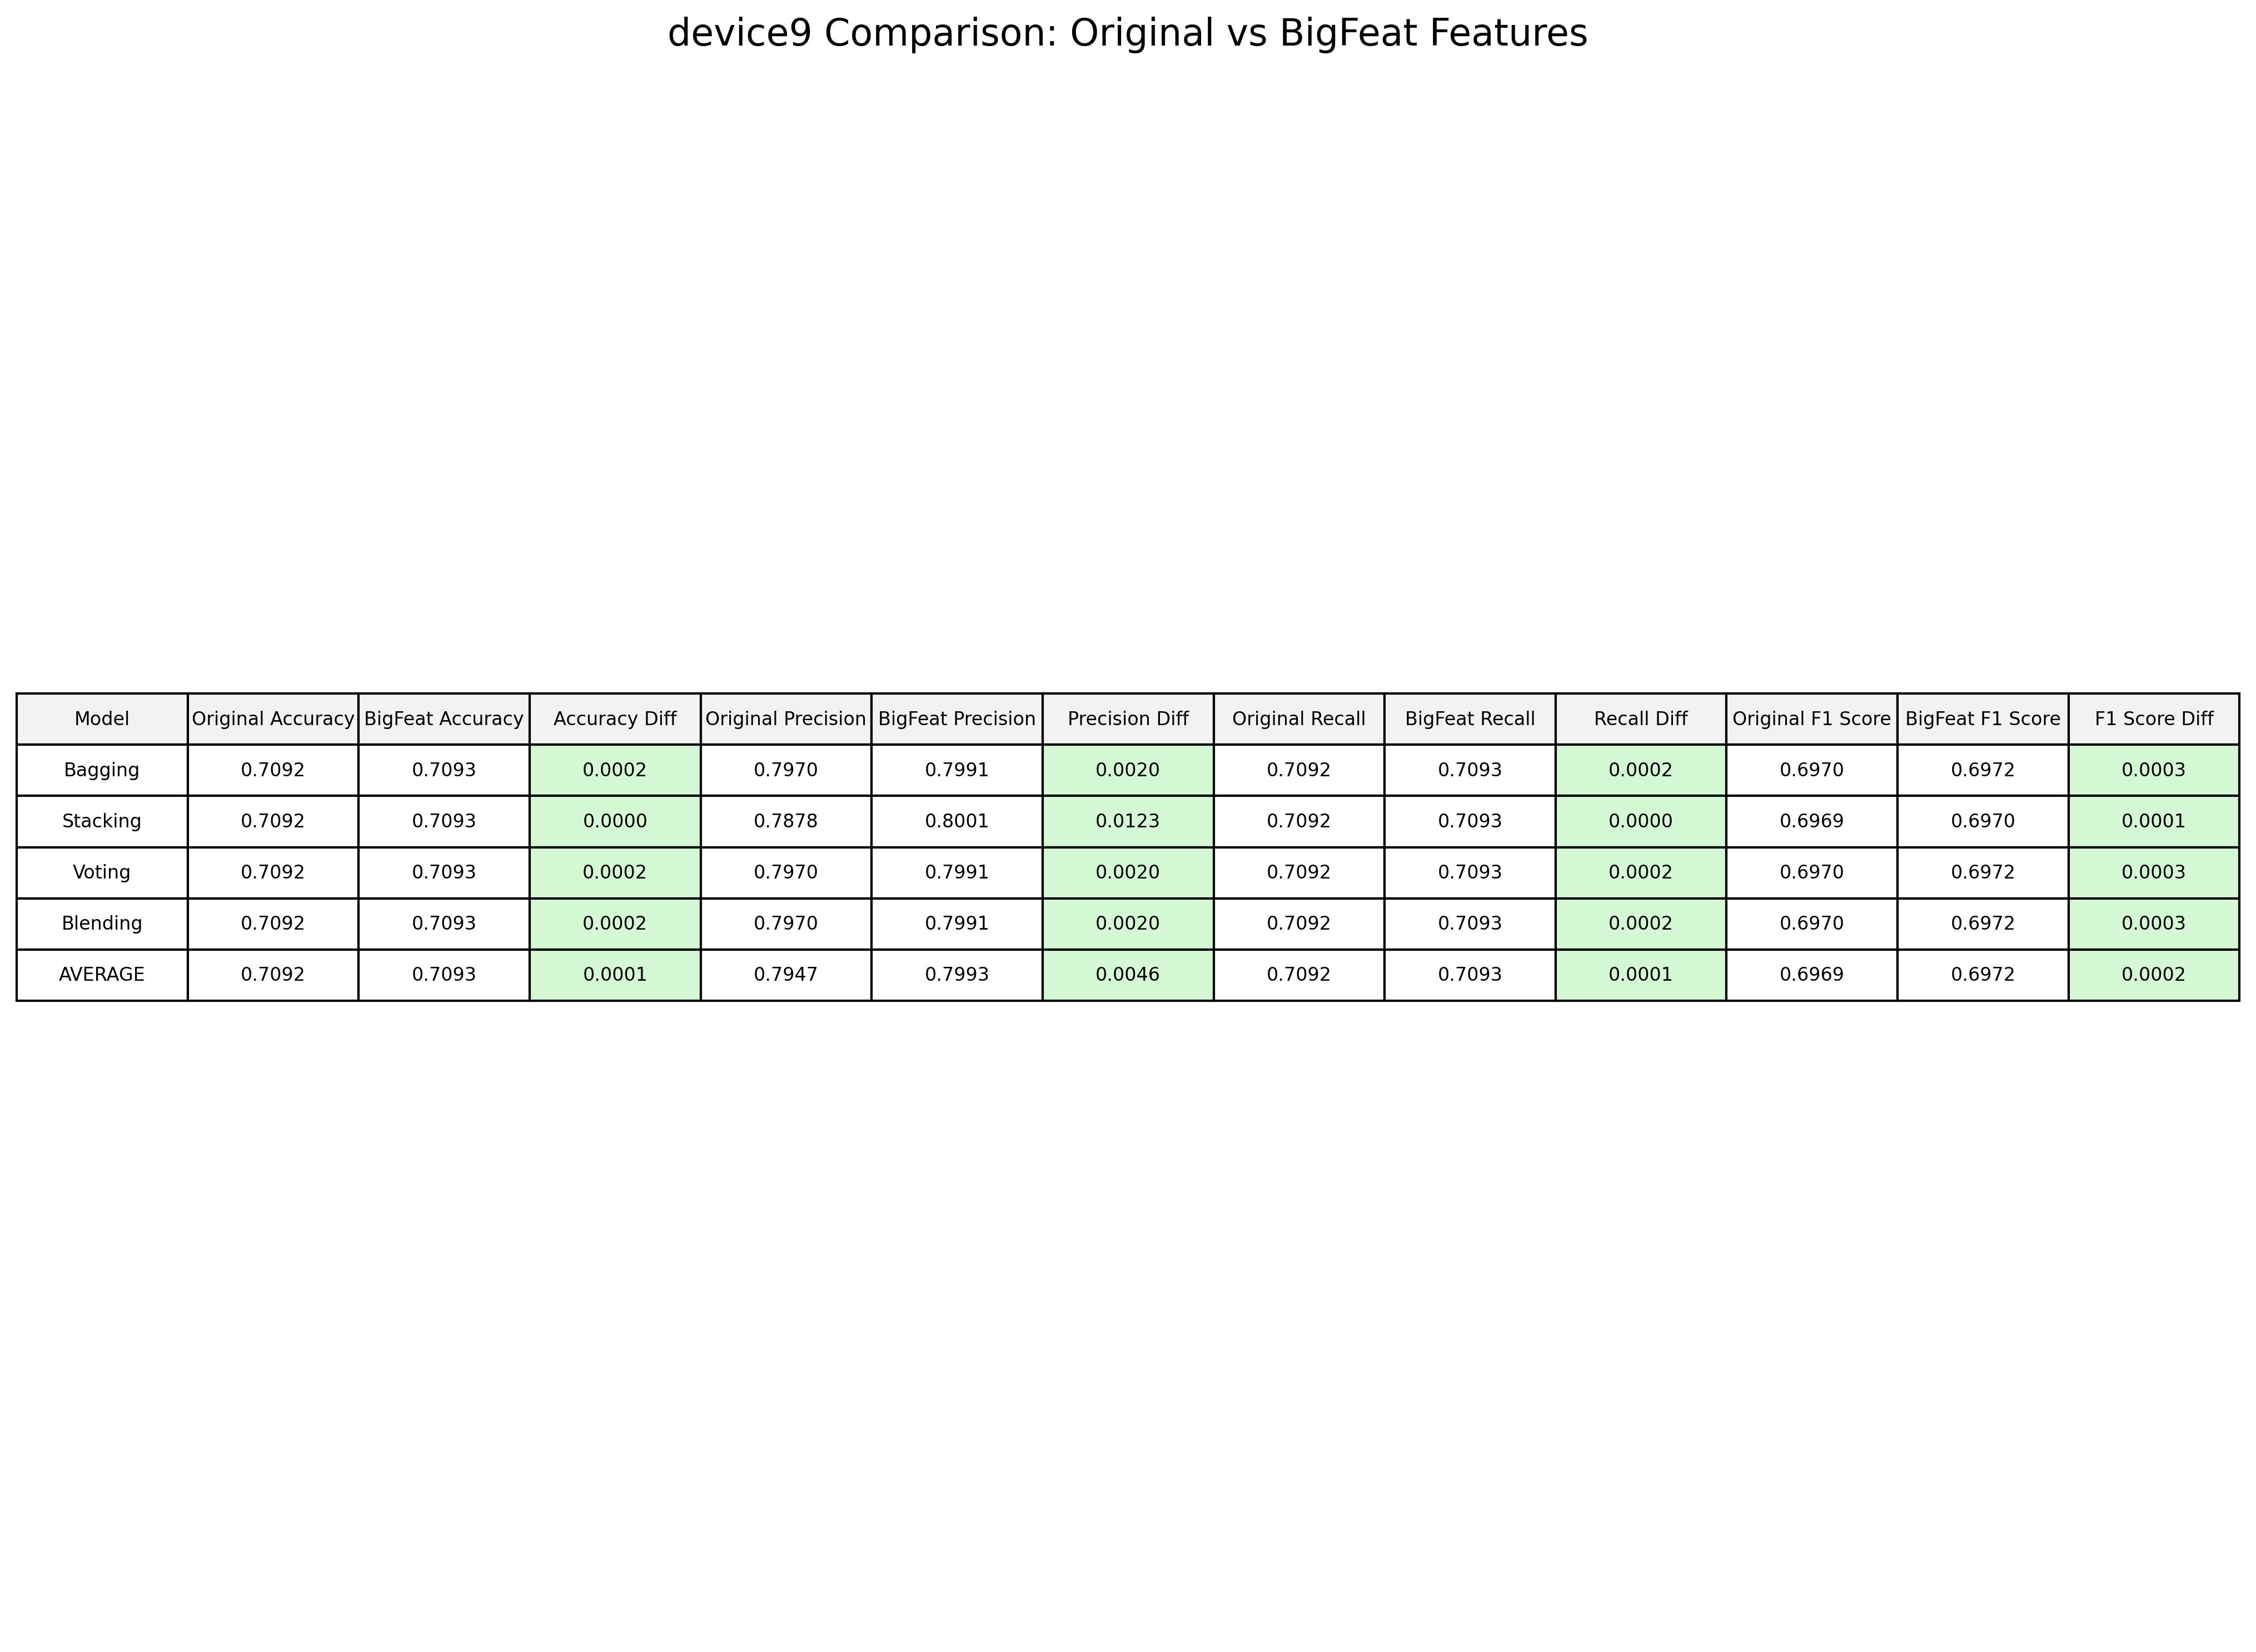 device9 Comparison: Original vs BigFeat Features
Model Original Accuracy BigFeat Accuracy Accuracy Diff Original Precision BigFeat Precision Precision Diff Original Recall BigFeat Recall Recall Diff Original F1 Score BigFeat F1 Score F1 Score Diff
Bagging 0.7092 0.7093 0.0002 0.7970 0.7991 0.0020 0.7092 0.7093 0.0002 0.6970 0.6972 0.0003
Stacking 0.7092 0.7093 0.0000 0.7878 0.8001 0.0123 0.7092 0.7093 0.0000 0.6969 0.6970 0.0001
Voting 0.7092 0.7093 0.0002 0.7970 0.7991 0.0020 0.7092 0.7093 0.0002 0.6970 0.6972 0.0003
Blending 0.7092 0.7093 0.0002 0.7970 0.7991 0.0020 0.7092 0.7093 0.0002 0.6970 0.6972 0.0003
AVERAGE 0.7092 0.7093 0.0001 0.7947 0.7993 0.0046 0.7092 0.7093 0.0001 0.6969 0.6972 0.0002